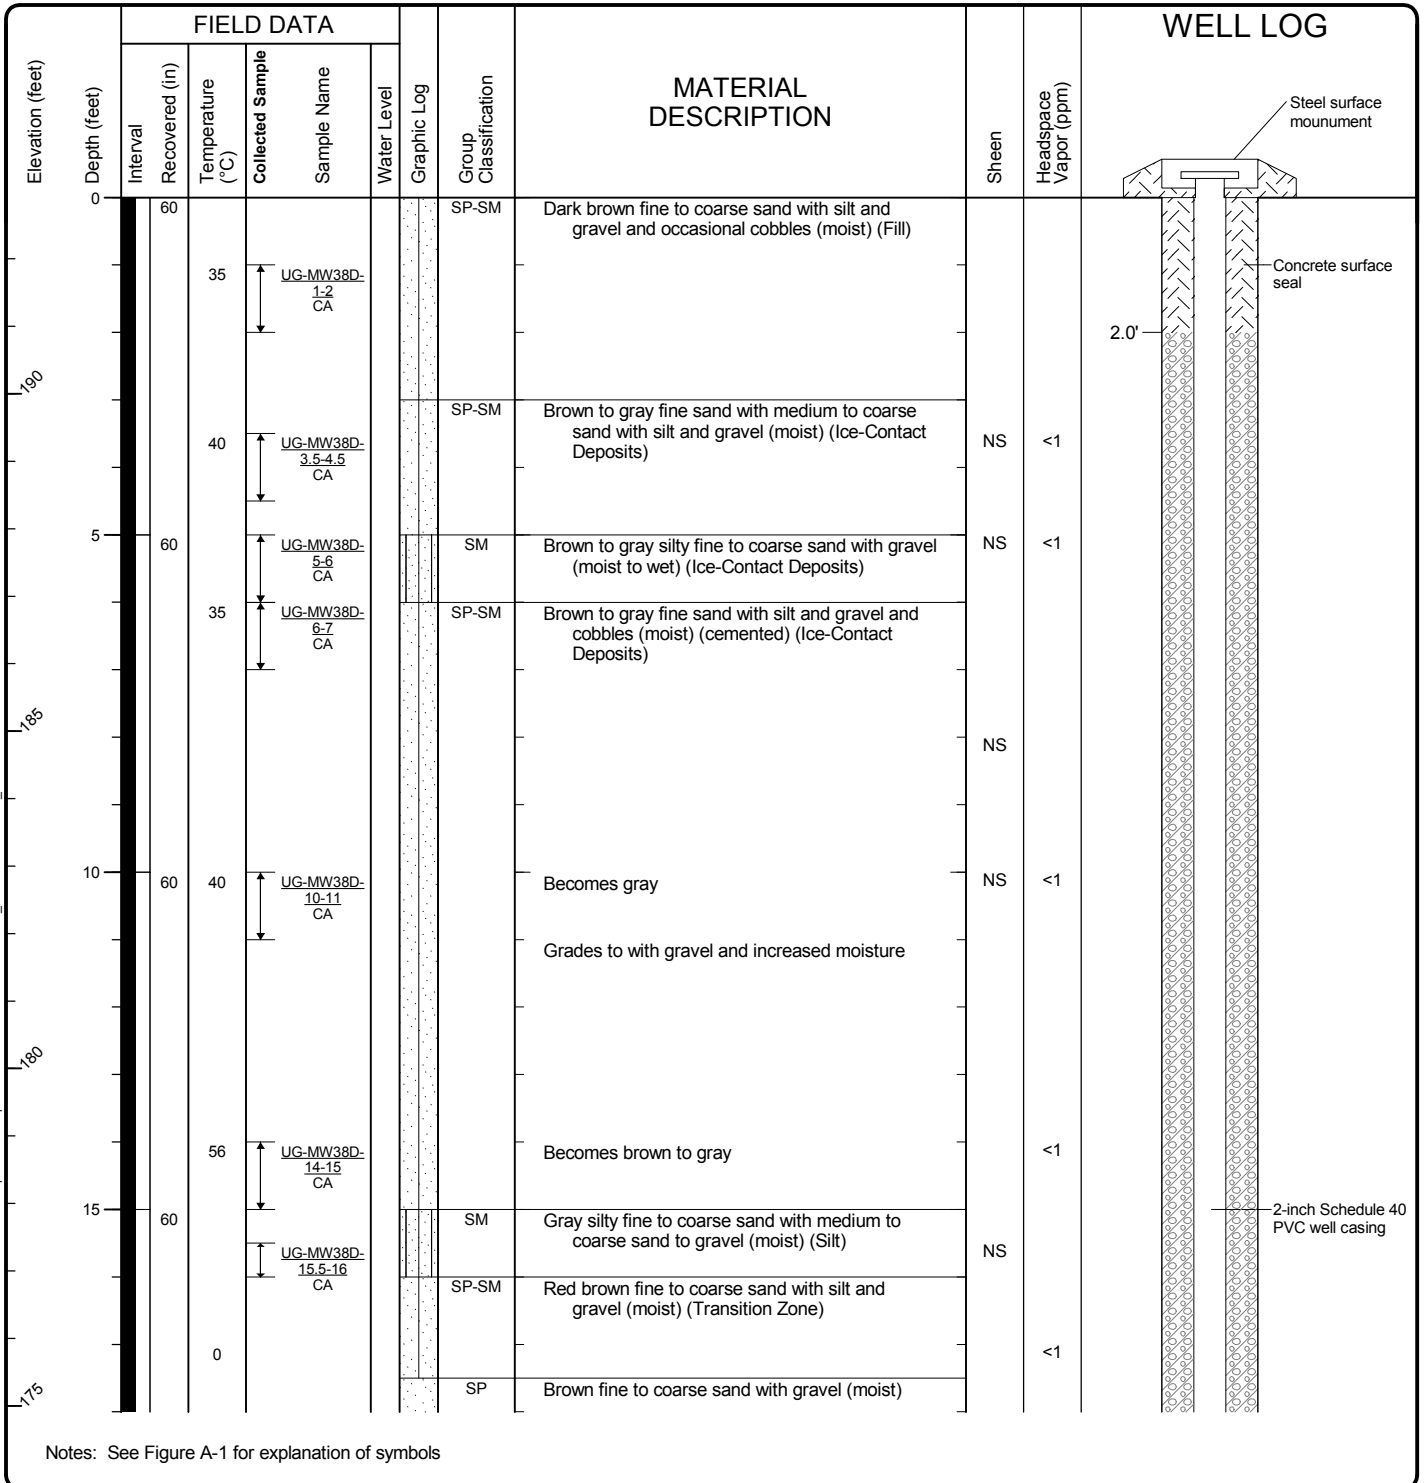 FIELD DATA
WELL LOG
Elevation (feet)
Depth (feet)
Interval
Recovered (in)
Temperature
(°C)
Collected Sample
Sample Name
Water Level
Graphic Log
Group
Classification
MATERIAL
DESCRIPTION
Sheen
Headspace
Vapor (ppm)
Steel surface
mounument
0
60
SP-SM
Dark brown fine to coarse sand with silt and
gravel and occasional cobbles (moist) (Fill)
35
UG-MW38D-
1-2
CA
Concrete surface
seal
2.0'
190
SP-SM
Brown to gray fine sand with medium to coarse
sand with silt and gravel (moist) (Ice-Contact
Deposits)
40
UG-MW38D-
3.5-4.5
CA
NS
<1
5
60
UG-MW38D-
5-6
CA
SM
Brown to gray silty fine to coarse sand with gravel
(moist to wet) (Ice-Contact Deposits)
NS
<1
35
UG-MW38D-
6-7
CA
SP-SM
Brown to gray fine sand with silt and gravel and
cobbles (moist) (cemented) (Ice-Contact
Deposits)
185
NS
10
60
40
UG-MW38D-
10-11
CA
Becomes gray
NS
<1
Grades to with gravel and increased moisture
180
56
UG-MW38D-
14-15
CA
Becomes brown to gray
<1
15
60
SM
Gray silty fine to coarse sand with medium to
coarse sand to gravel (moist) (Silt)
2-inch Schedule 40
PVC well casing
UG-MW38D-
15.5-16
CA
NS
SP-SM
Red brown fine to coarse sand with silt and
gravel (moist) (Transition Zone)
0
<1
175
SP
Brown fine to coarse sand with gravel (moist)
Notes: See Figure A-1 for explanation of symbols